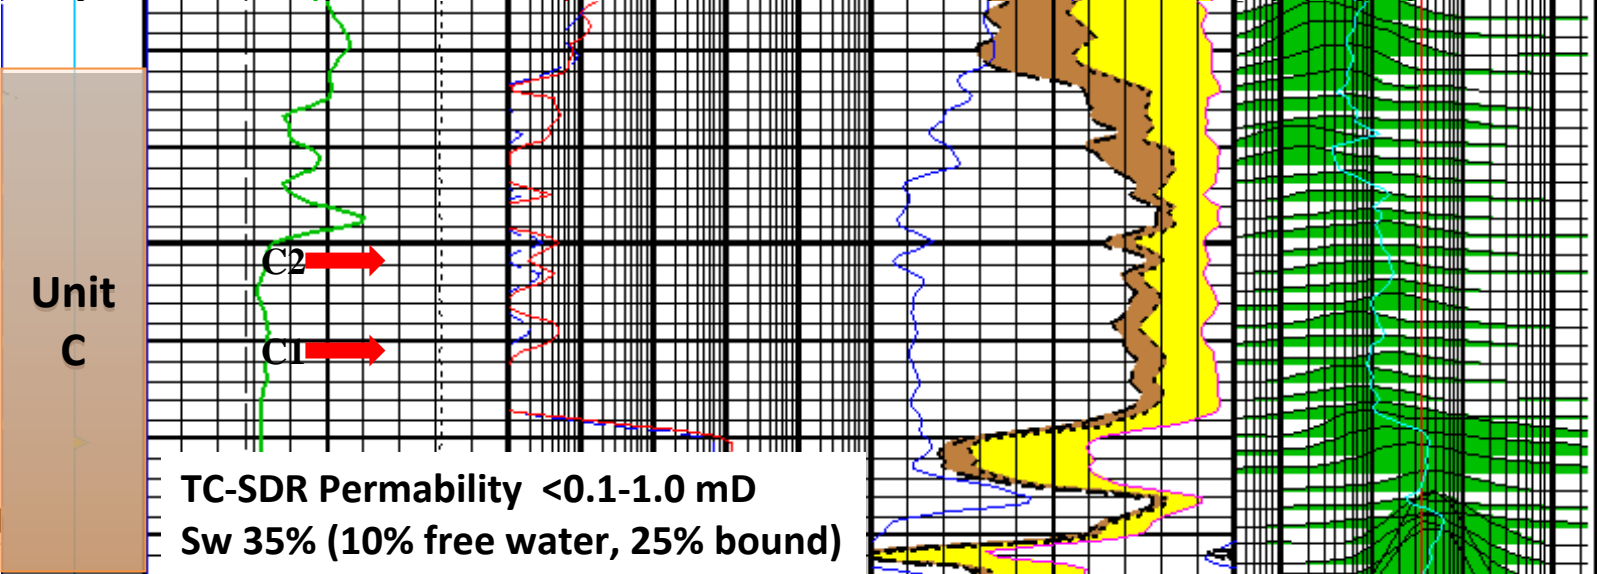 Unit
C
C2
C1
TC-SDR Permability <0.1-1.0 mD
Sw 35% (10% free water, 25% bound)